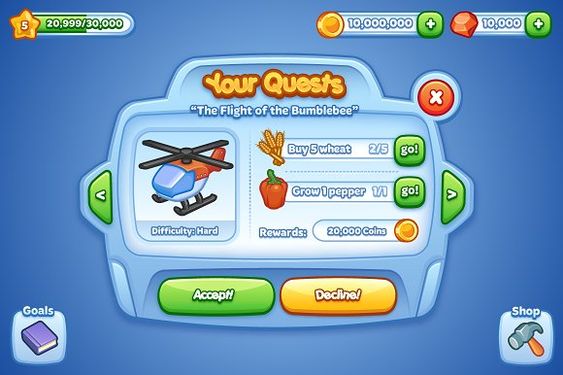 5 20,999/30,000
10,000,000 +
10,000 +
Your Quests
x
"The Flight of the Bumblebee"
Buy 5 wheat 2/5 go!
Grow 1 pepper 1/1 go!
< >
Difficulty: Hard
Rewards: 20,000 Coins
Accept!
Decline!
Goals
Shop